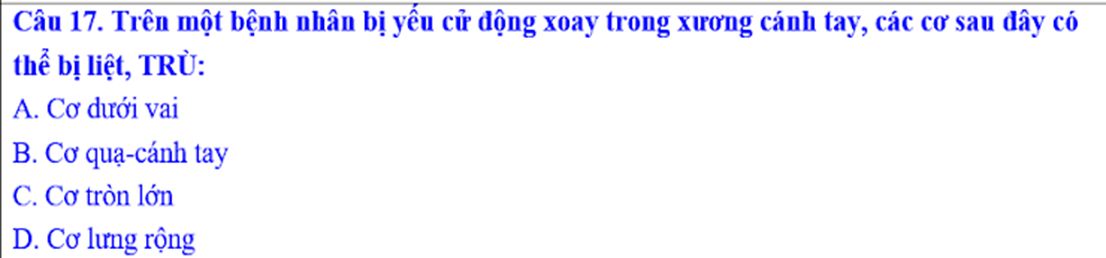 Câu 17. Trên một bệnh nhân bị yếu cử động xoay trong xương cánh tay, các cơ sau đây có
thể bị liệt, TRỪ:
A. Cơ dưới vai
B. Cơ quạ-cánh tay
C. Cơ tròn lớn
D. Cơ lưng rộng